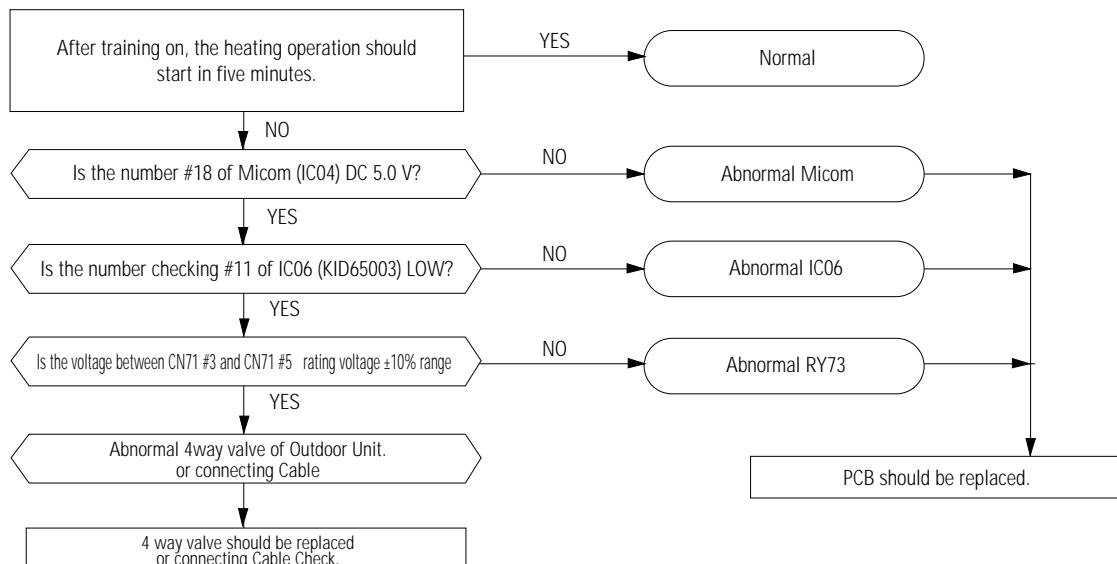 After training on, the heating operation should
start in five minutes.
YES
Normal
NO
Is the number #18 of Micom (IC04) DC 5.0 V?
NO
Abnormal Micom
YES
Is the number checking #11 of IC06 (KID65003) LOW?
NO
Abnormal IC06
YES
Is the voltage between CN71 #3 and CN71 #5 rating voltage ±10% range
NO
Abnormal RY73
YES
Abnormal 4way valve of Outdoor Unit.
or connecting Cable
PCB should be replaced.
4 way valve should be replaced
or connecting Cable Check.